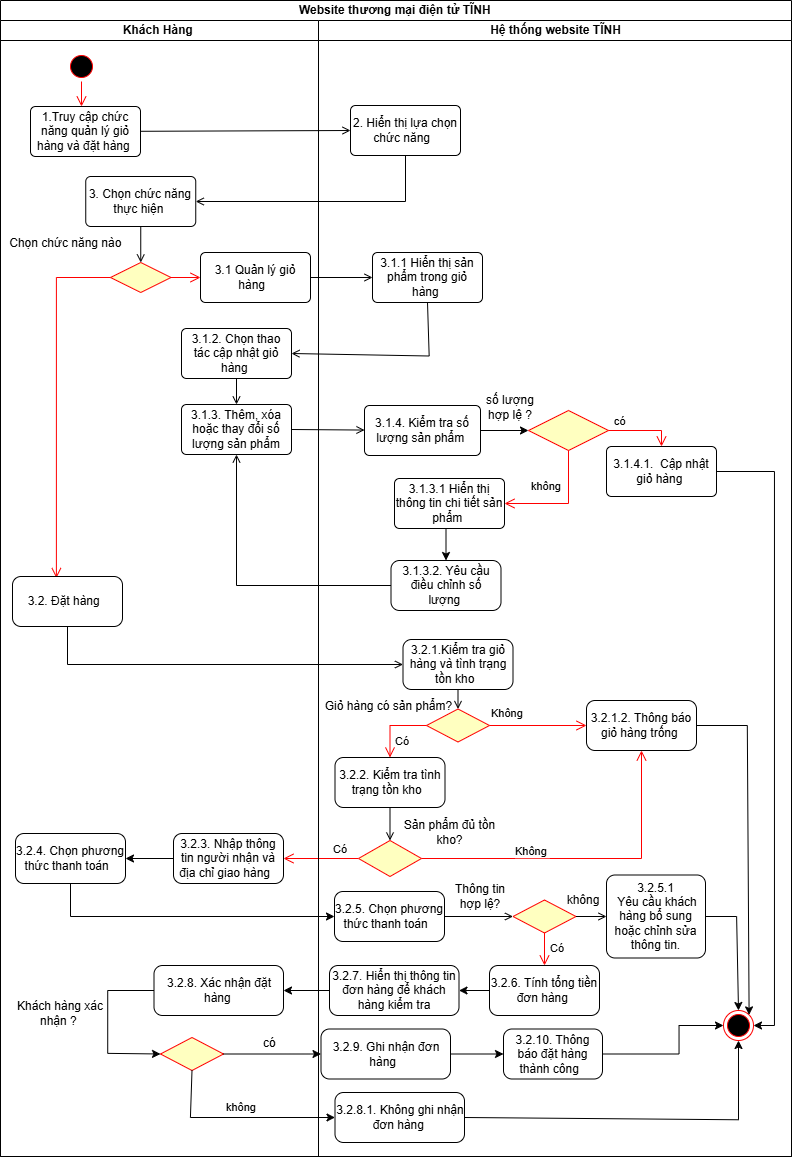 Website thương mại điện tử TĨNH
Khách Hàng
Hệ thống website TĨNH
1.Truy cập chức
năng quản lý giỏ
hàng và đặt hàng
2. Hiển thị lựa chọn
chức năng
3. Chọn chức năng
thực hiện
Chọn chức năng nào
3.1 Quản lý giỏ
hàng
3.1.1 Hiển thị sản
phẩm trong giỏ
hàng
3.1.2. Chọn thao
tác cập nhật giỏ
hàng
3.1.3. Thêm, xóa
hoặc thay đổi số
lượng sản phẩm
3.1.4. Kiểm tra số
lượng sản phẩm
số lượng
hợp lệ ?
có
3.1.4.1. Cập nhật
giỏ hàng
không
3.1.3.1 Hiển thị
thông tin chi tiết sản
phẩm
3.1.3.2. Yêu cầu
điều chỉnh số
lượng
3.2. Đặt hàng
3.2.1.Kiểm tra giỏ
hàng và tình trạng
tồn kho
Giỏ hàng có sản phẩm?
Không
3.2.1.2. Thông báo
giỏ hàng trống
Có
3.2.2. Kiểm tra tình
trạng tồn kho
Sản phẩm đủ tồn
kho?
Có
Không
3.2.3. Nhập thông
tin người nhận và
địa chỉ giao hàng
3.2.4. Chọn phương
thức thanh toán
3.2.5. Chọn phương
thức thanh toán
Thông tin
hợp lệ?
không
3.2.5.1
Yêu cầu khách
hàng bổ sung
hoặc chỉnh sửa
thông tin.
Có
3.2.6. Tính tổng tiền
đơn hàng
3.2.7. Hiển thị thông tin
đơn hàng để khách
hàng kiểm tra
3.2.8. Xác nhận đặt
hàng
Khách hàng xác
nhận ?
có
3.2.9. Ghi nhận đơn
hàng
3.2.10. Thông
báo đặt hàng
thành công
không
3.2.8.1. Không ghi nhận
đơn hàng